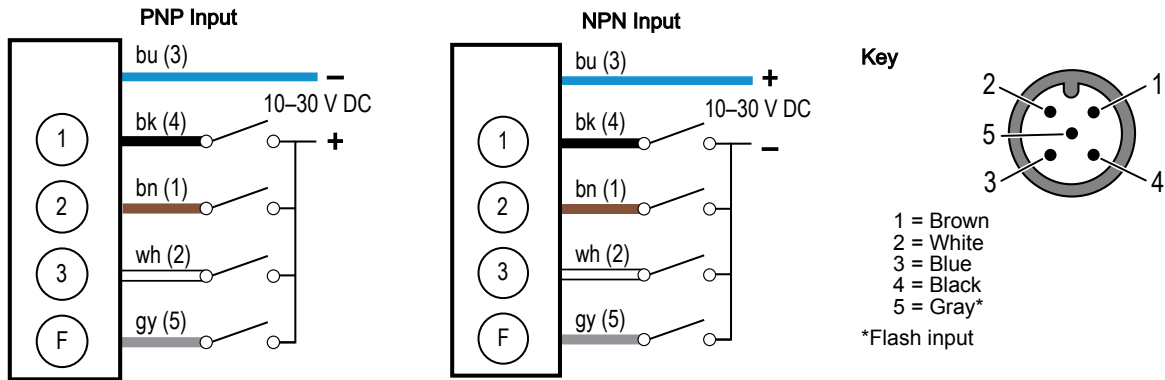 PNP Input
bu (3)
–
10–30 V DC
1
bk (4)
+
2
bn (1)
3
wh (2)
F
gy (5)
NPN Input
bu (3)
+
10–30 V DC
1
bk (4)
–
2
bn (1)
3
wh (2)
F
gy (5)
Key
2
1
5
3
4
1 = Brown
2 = White
3 = Blue
4 = Black
5 = Gray*
*Flash input